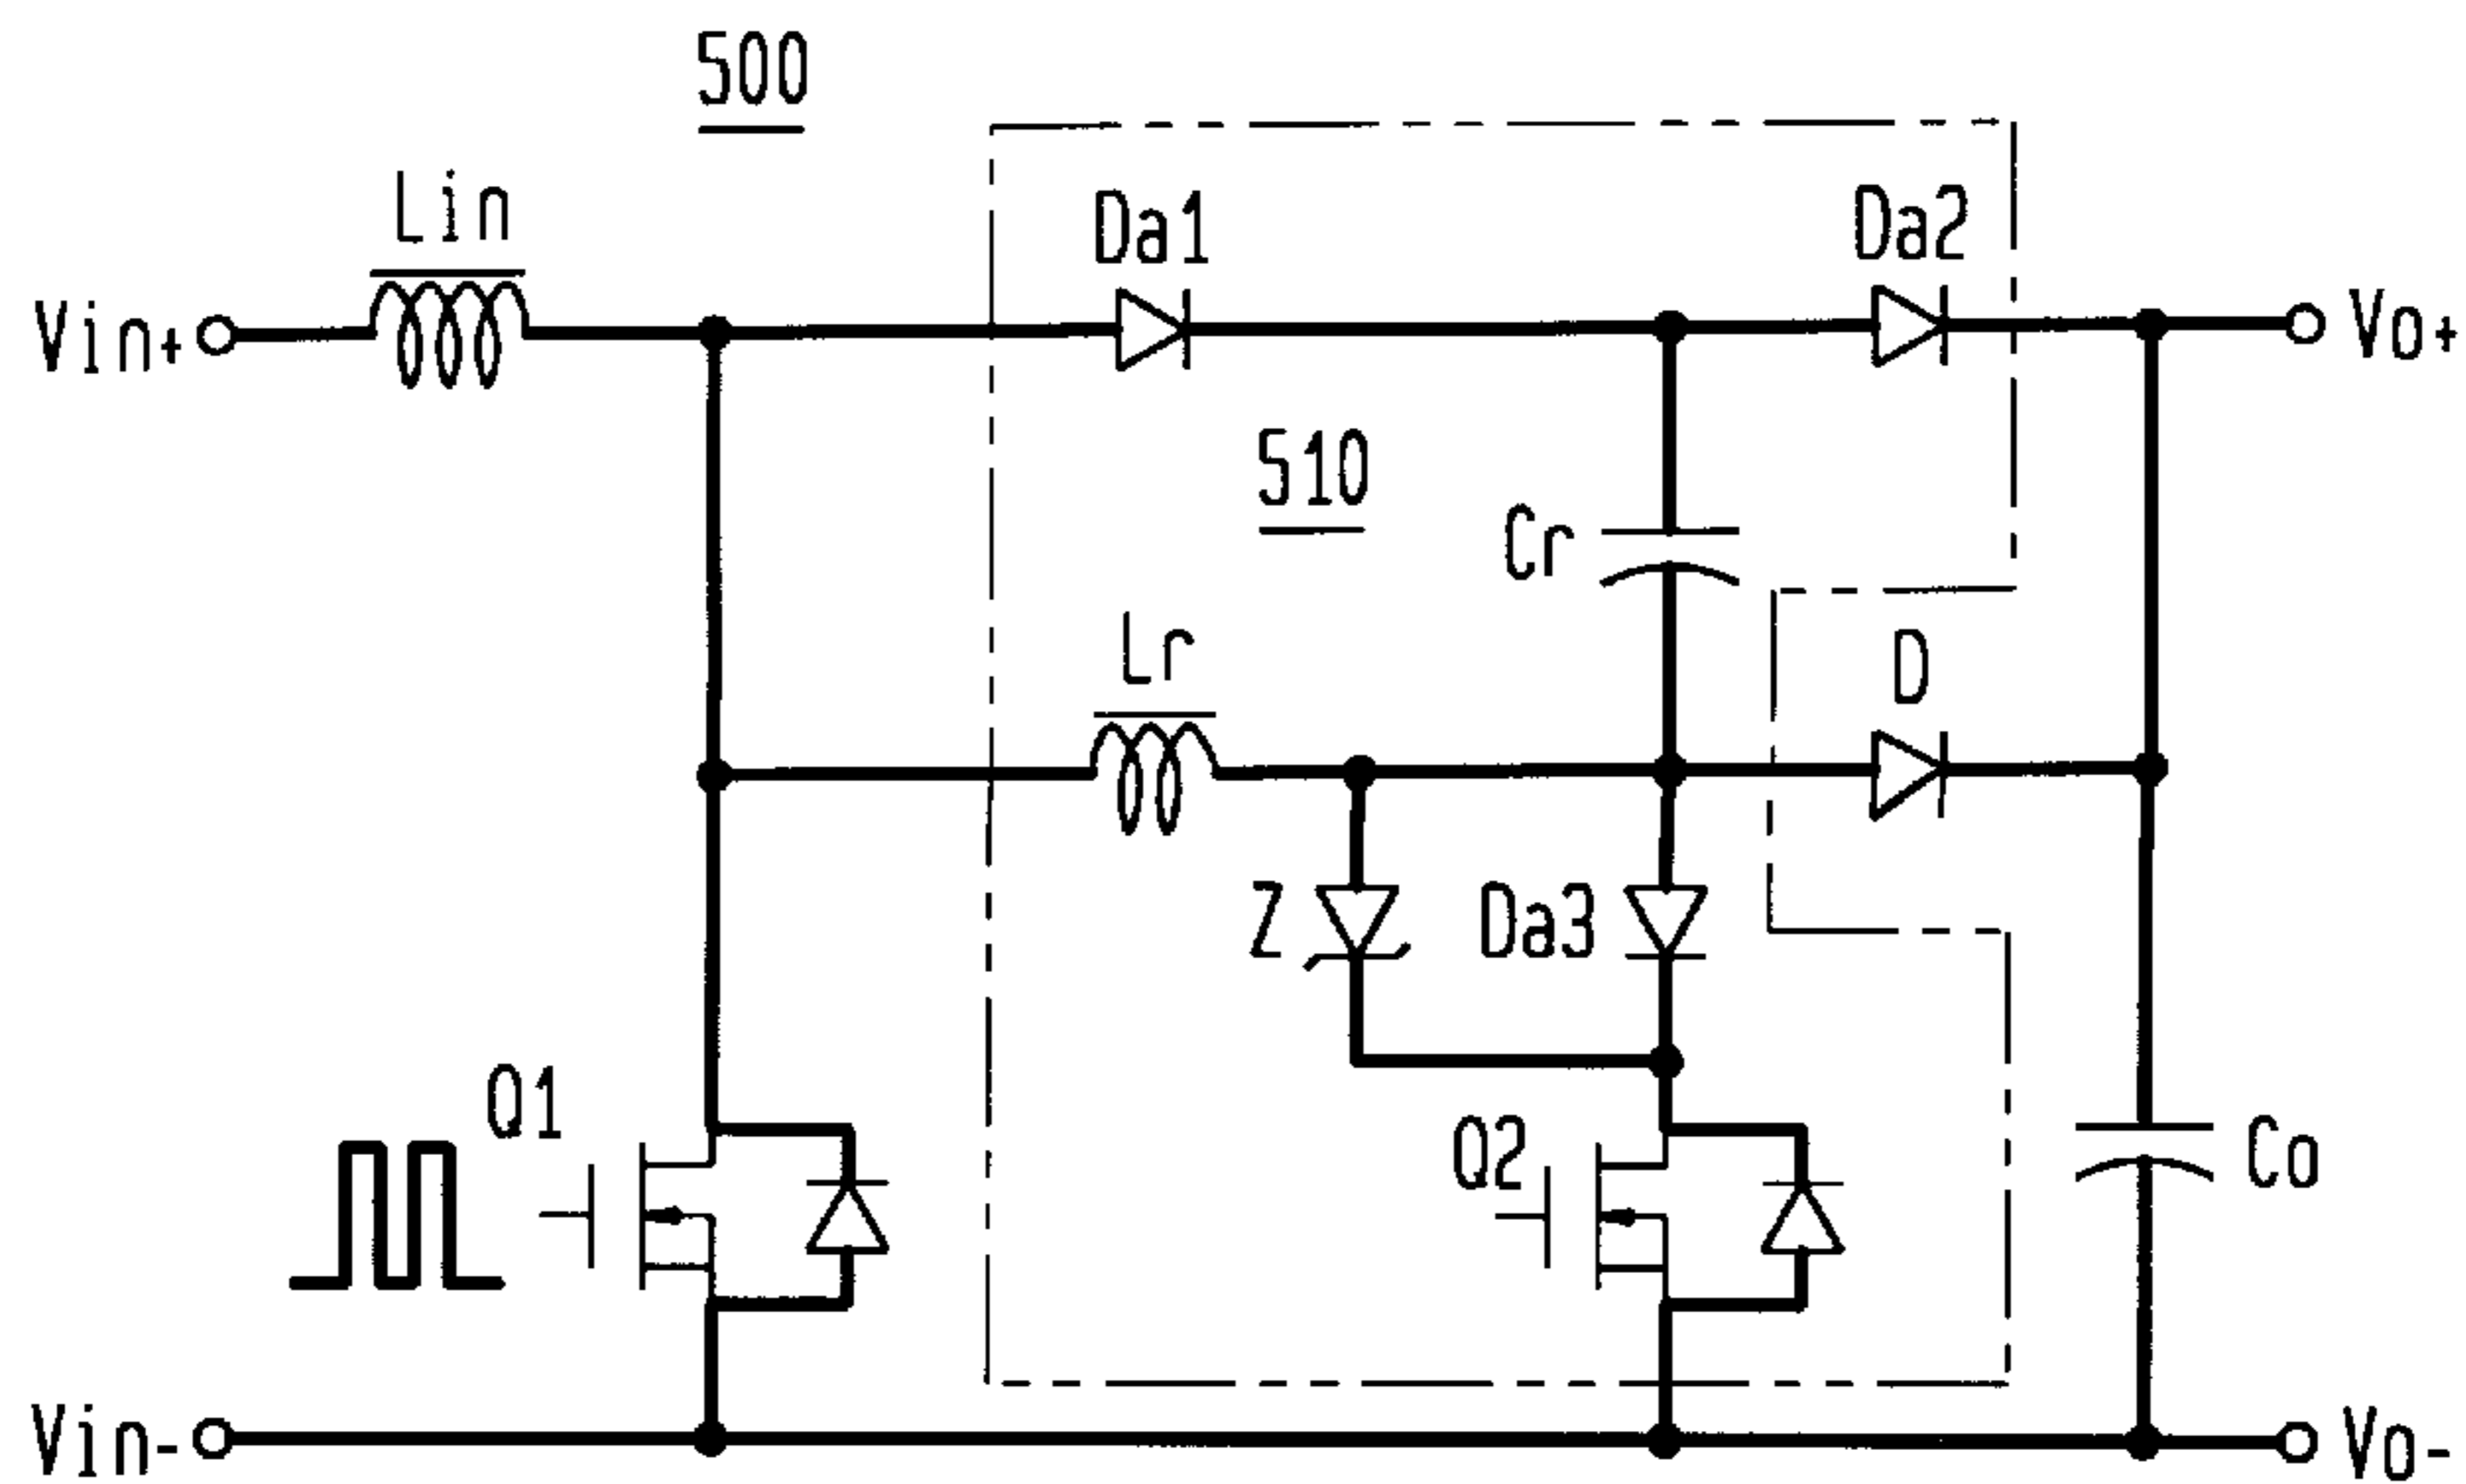 500
Lin
Da1
Da2
Vin+
Vo+
510
Cr
Lr
D
Z
Da3
Q1
Q2
Co
Vin-
Vo-